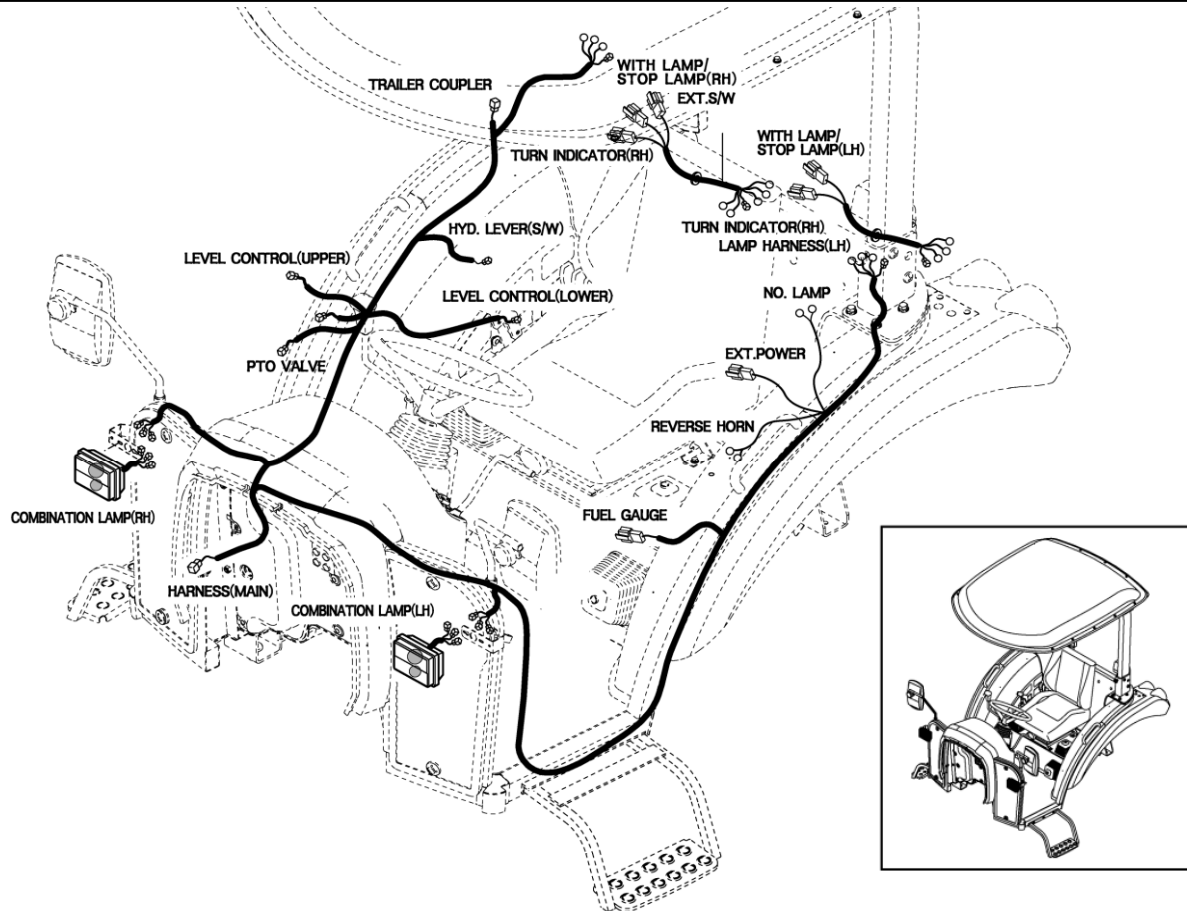 WITH LAMP/
STOP LAMP(RH)
TRAILER COUPLER
EXT.S/W
WITH LAMP/
STOP LAMP(LH)
TURN INDICATOR(RH)
TURN INDICATOR(RH)
HYD. LEVER(S/W)
LAMP HARNESS(LH)
LEVEL CONTROL(UPPER)
LEVEL CONTROL(LOWER)
NO. LAMP
EXT.POWER
PTO VALVE
REVERSE HORN
COMBINATION LAMP(RH)
FUEL GAUGE
HARNESS(MAIN)
COMBINATION LAMP(LH)